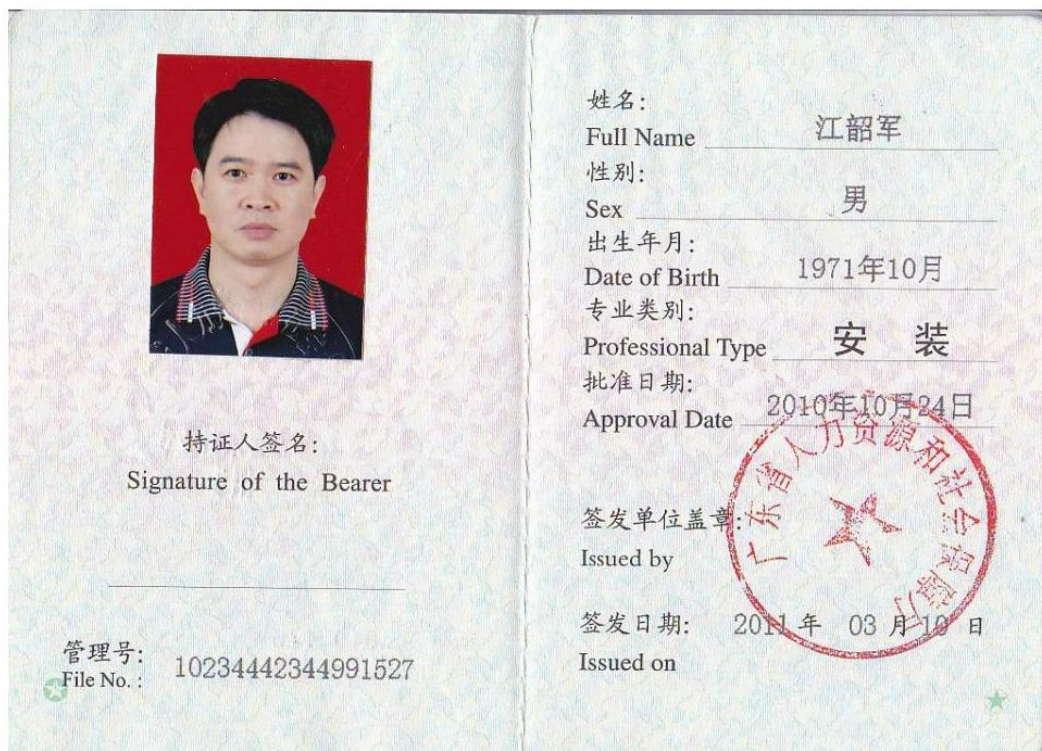 持证人签名:
Signature of the Bearer
管理号:
File No. :
10234442344991527
姓名:
Full Name 江韶军
性别:
Sex 男
出生年月:
Date of Birth 1971年10月
专业类别:
Professional Type 安 装
批准日期:
Approval Date 2010年10月24日
广东省人力资源和社会保障厅
签发单位盖章:
Issued by
签发日期: 2011 年 03 月 10 日
Issued on